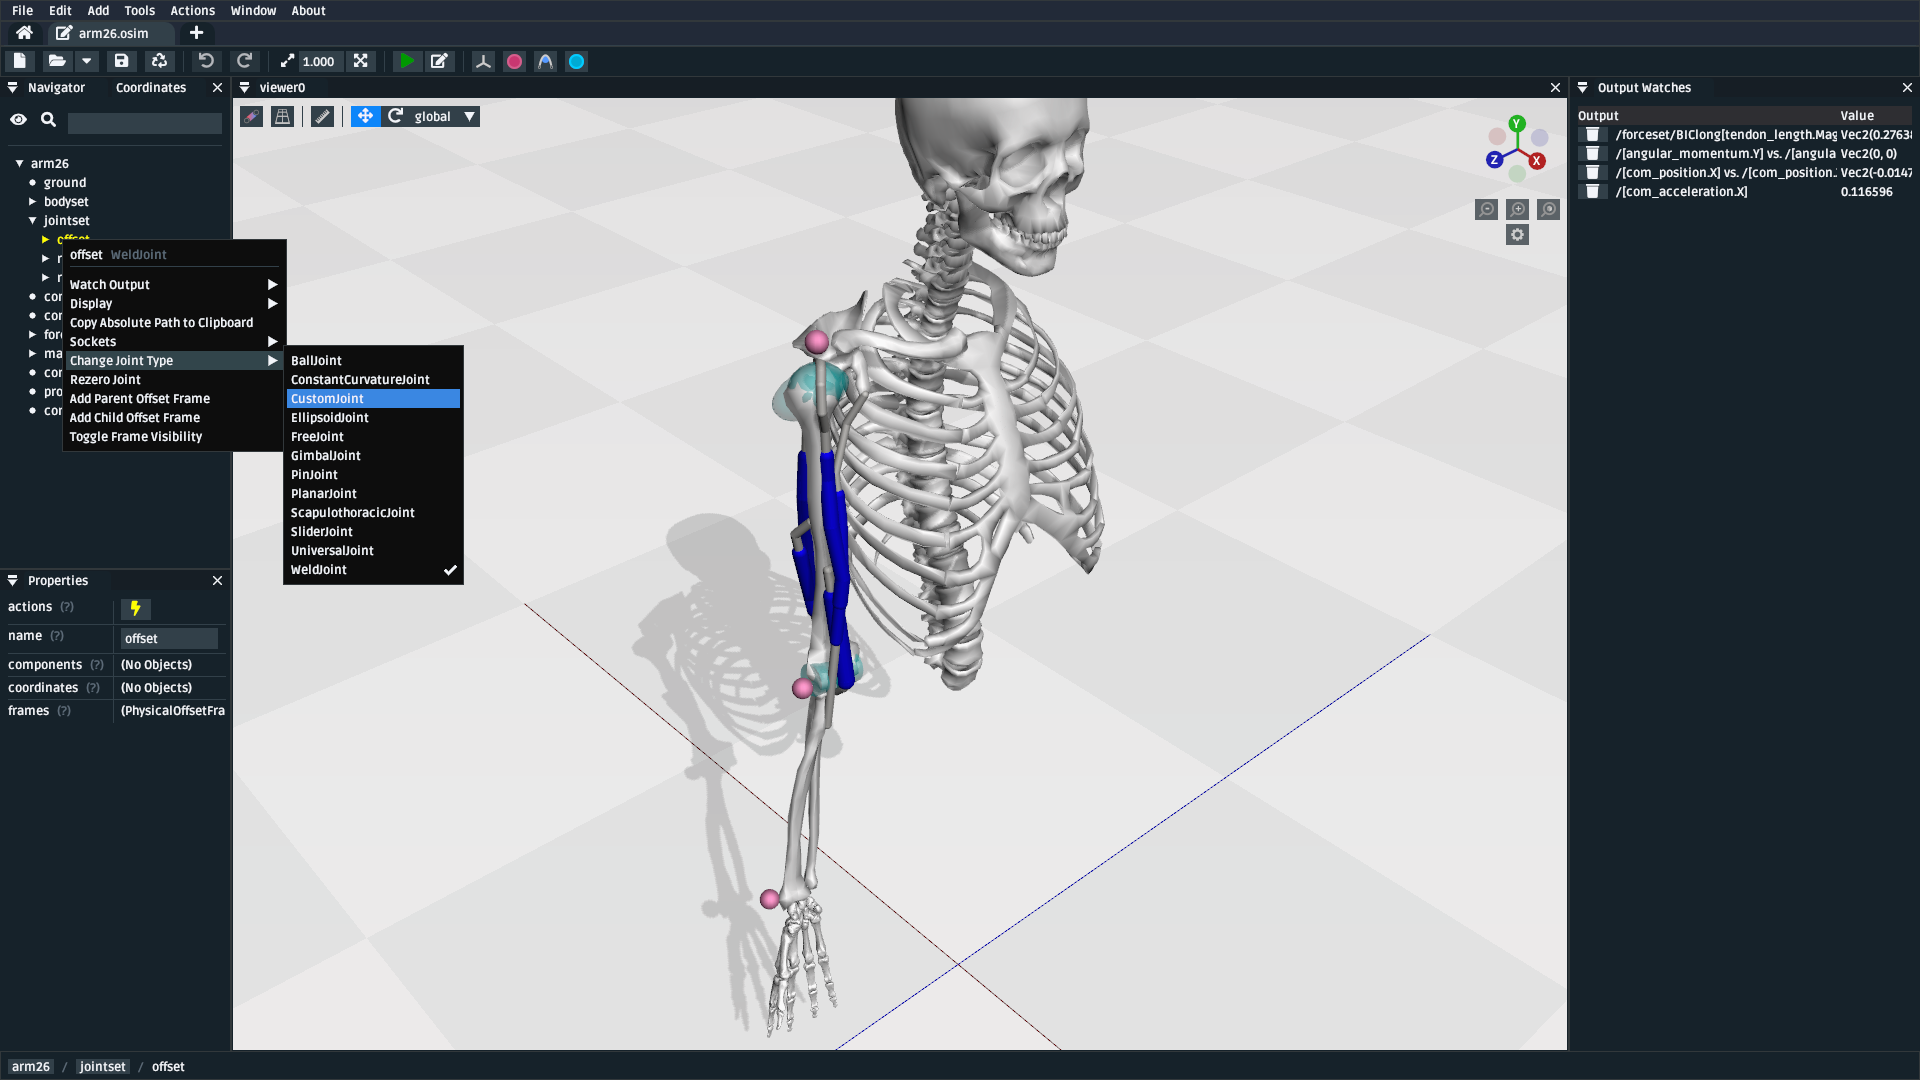 File Edit Add Tools Actions Window About
arm26.osim
1.000
Navigator Coordinates
viewer0
Output Watches
global
Y
Z
X
Output Value
/forceset/BIClong[tendon_length.Mag Vec2(0.2763
/[angular_momentum.Y] vs. /[angula Vec2(0, 0)
/[com_position.X] vs. /[com_position. Vec2(-0.0147
/[com_acceleration.X] 0.116596
arm26
ground
bodyset
jointset
offset
offset WeldJoint
Watch Output
Display
Copy Absolute Path to Clipboard
Sockets
Change Joint Type
Rezero Joint
Add Parent Offset Frame
Add Child Offset Frame
Toggle Frame Visibility
BallJoint
ConstantCurvatureJoint
CustomJoint
EllipsoidJoint
FreeJoint
GimbalJoint
PinJoint
PlanarJoint
ScapulothoracicJoint
SliderJoint
UniversalJoint
WeldJoint
Properties
actions (?)
name (?) offset
components (?) (No Objects)
coordinates (?) (No Objects)
frames (?) (PhysicalOffsetFra
arm26 / jointset / offset